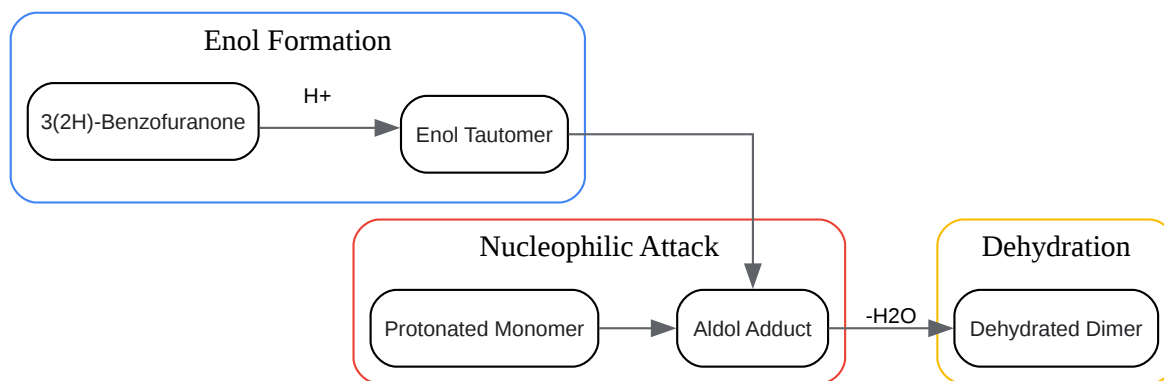 Enol Formation
3(2H)-Benzofuranone
H+
Enol Tautomer
Nucleophilic Attack
Protonated Monomer
Aldol Adduct
-H2O
Dehydration
Dehydrated Dimer